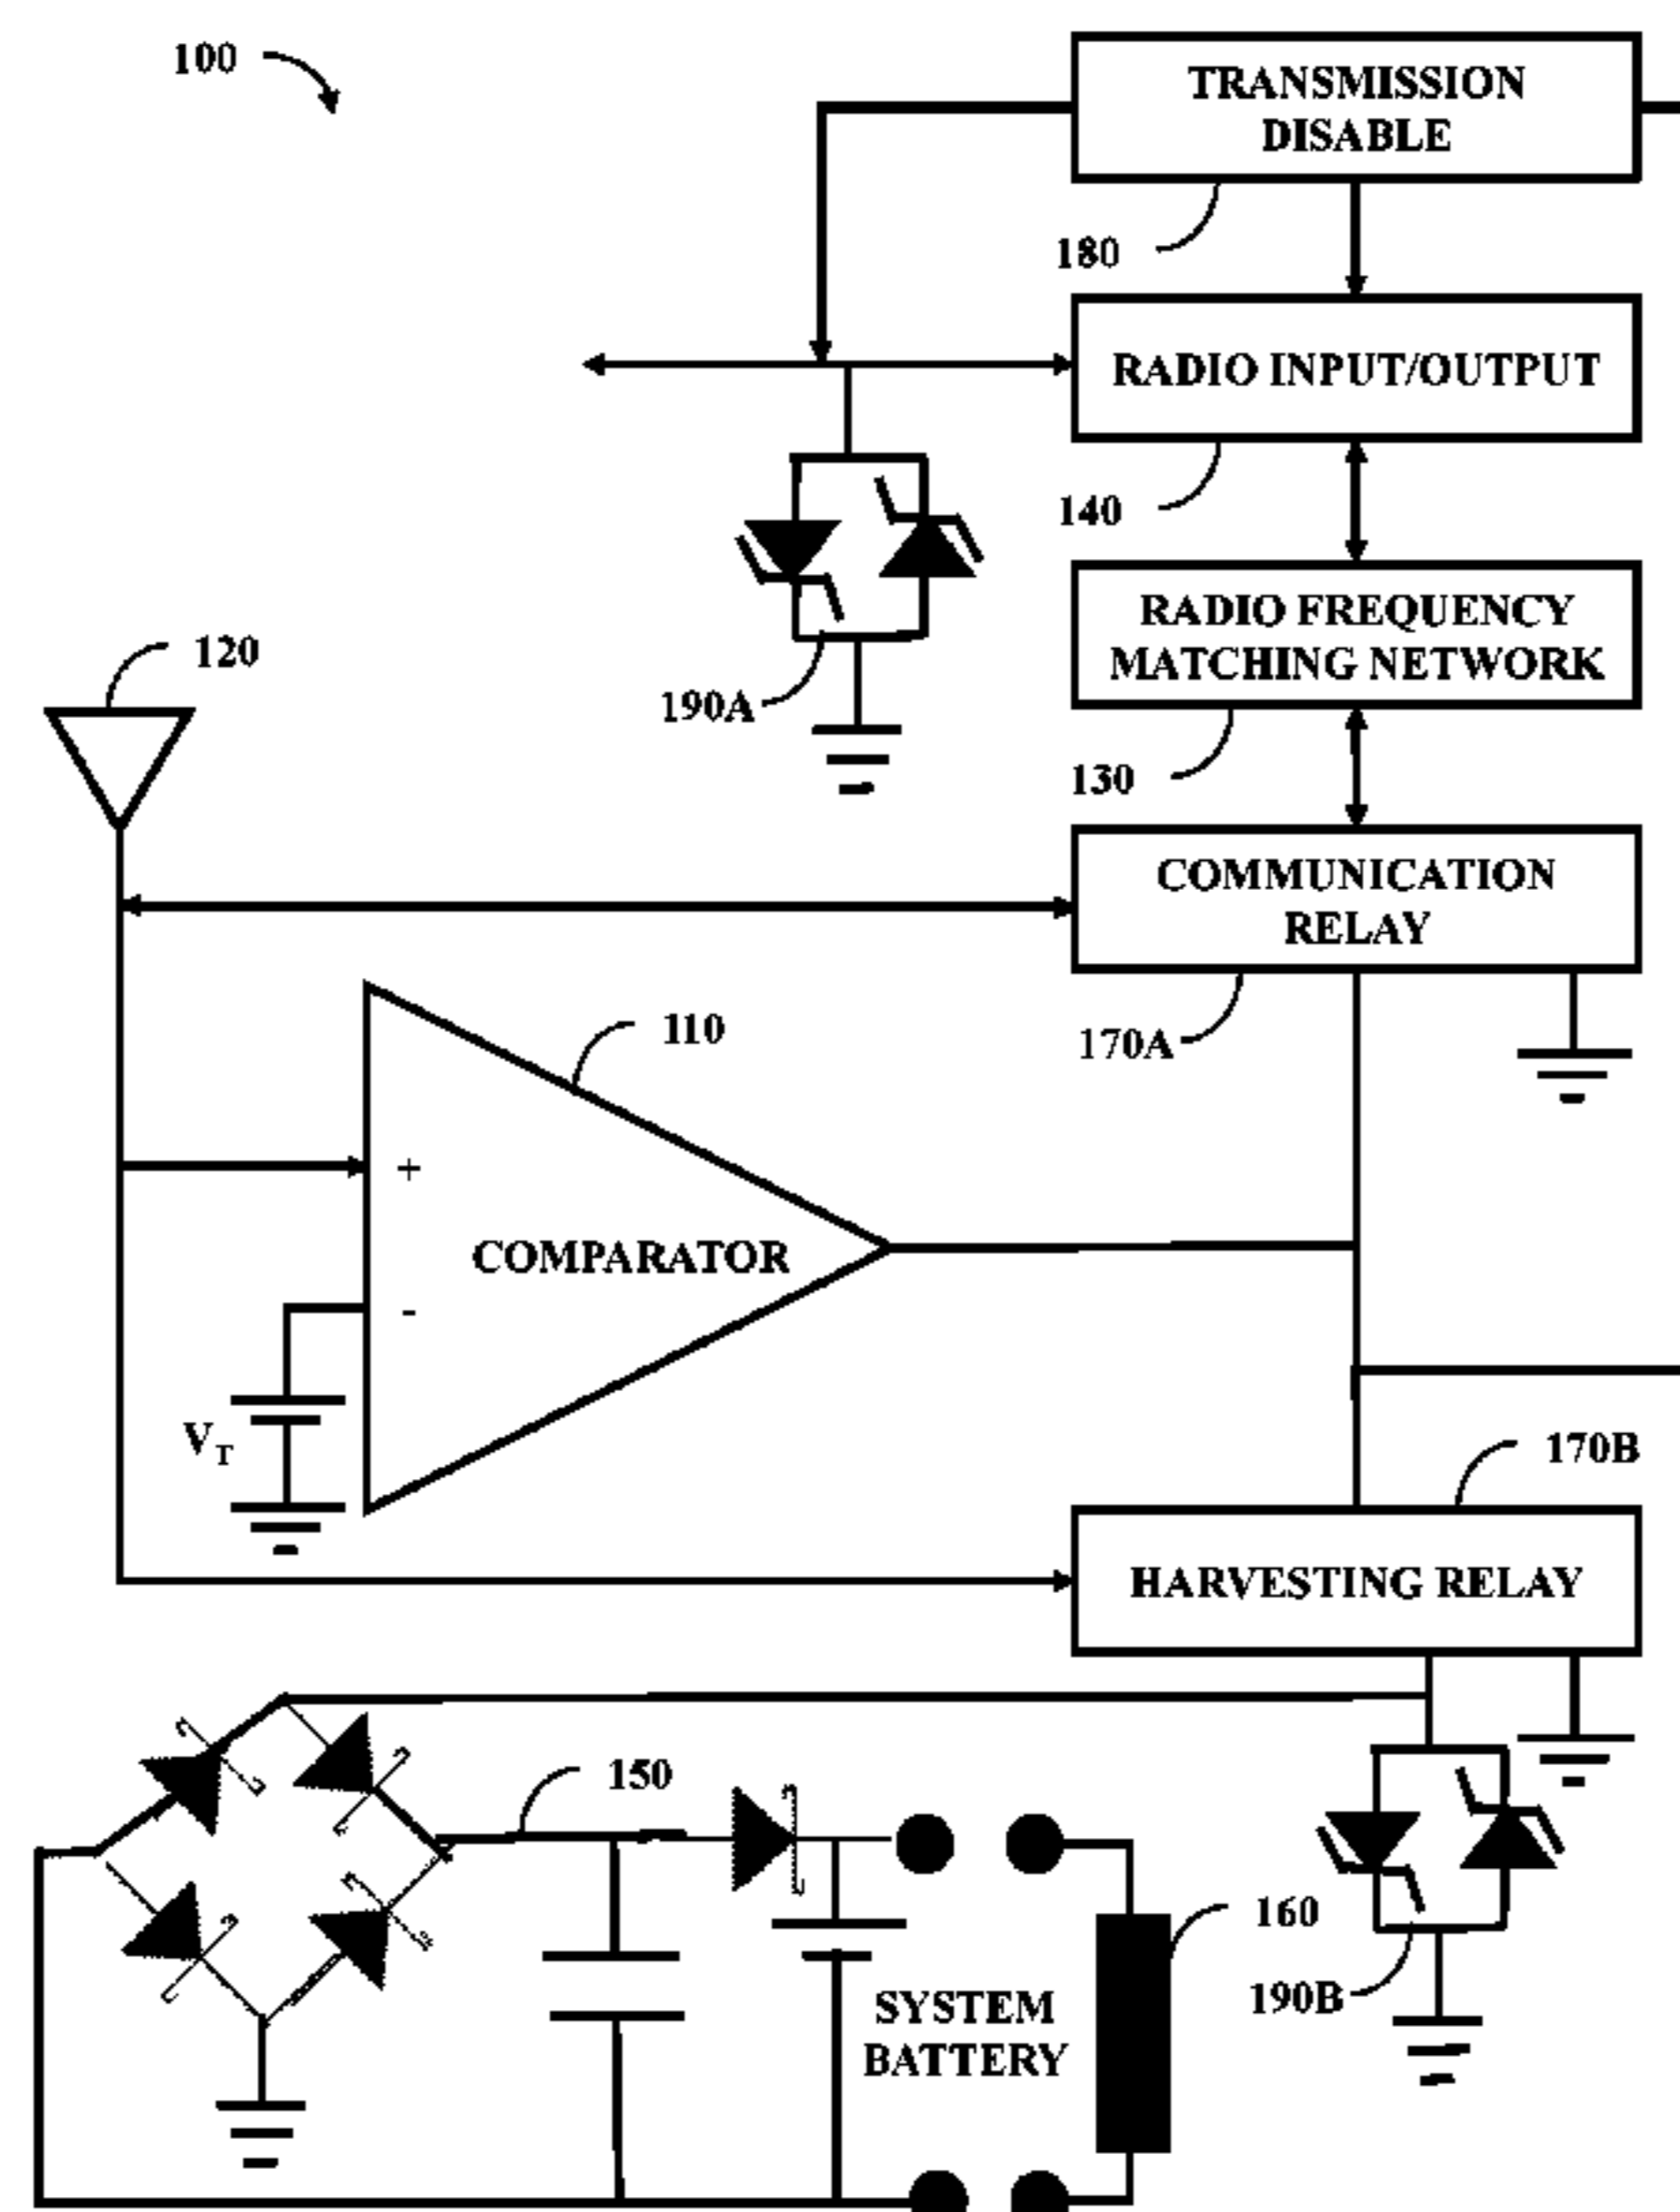 100
TRANSMISSION
DISABLE
180
RADIO INPUT/OUTPUT
140
RADIO FREQUENCY
MATCHING NETWORK
190A
120
130
COMMUNICATION
RELAY
170A
110
+
COMPARATOR
-
VT
170B
HARVESTING RELAY
150
160
SYSTEM
BATTERY
190B